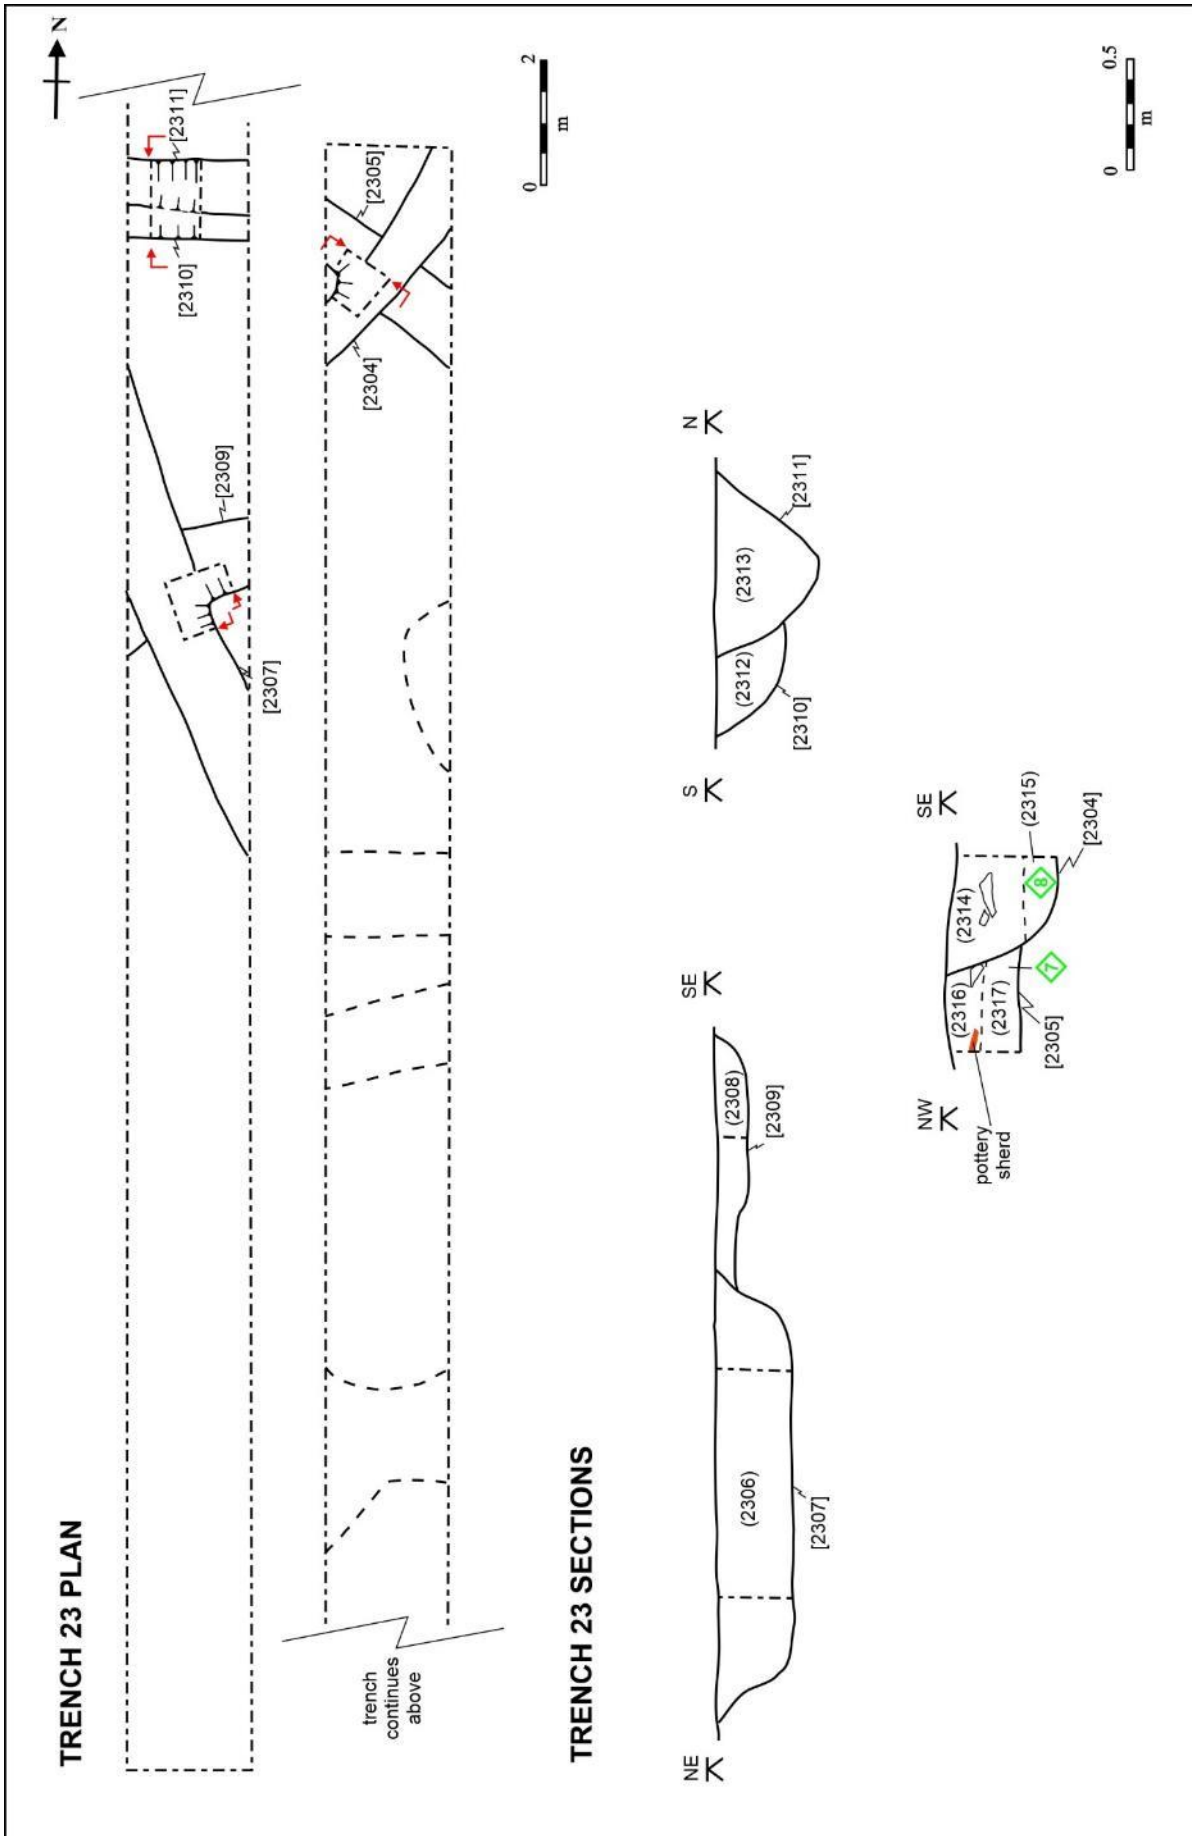 TRENCH 23 PLAN
N
[2311]
[2310]
[2309]
[2307]
[2305]
[2304]
trench
continues
above
0
2
m
TRENCH 23 SECTIONS
NE
SE
(2306)
[2307]
(2308)
[2309]
S
N
(2312)
(2313)
[2310]
[2311]
NW
SE
(2316)
(2314)
(2317)
(2315)
[2305]
[2304]
7
8
pottery
sherd
0
0.5
m